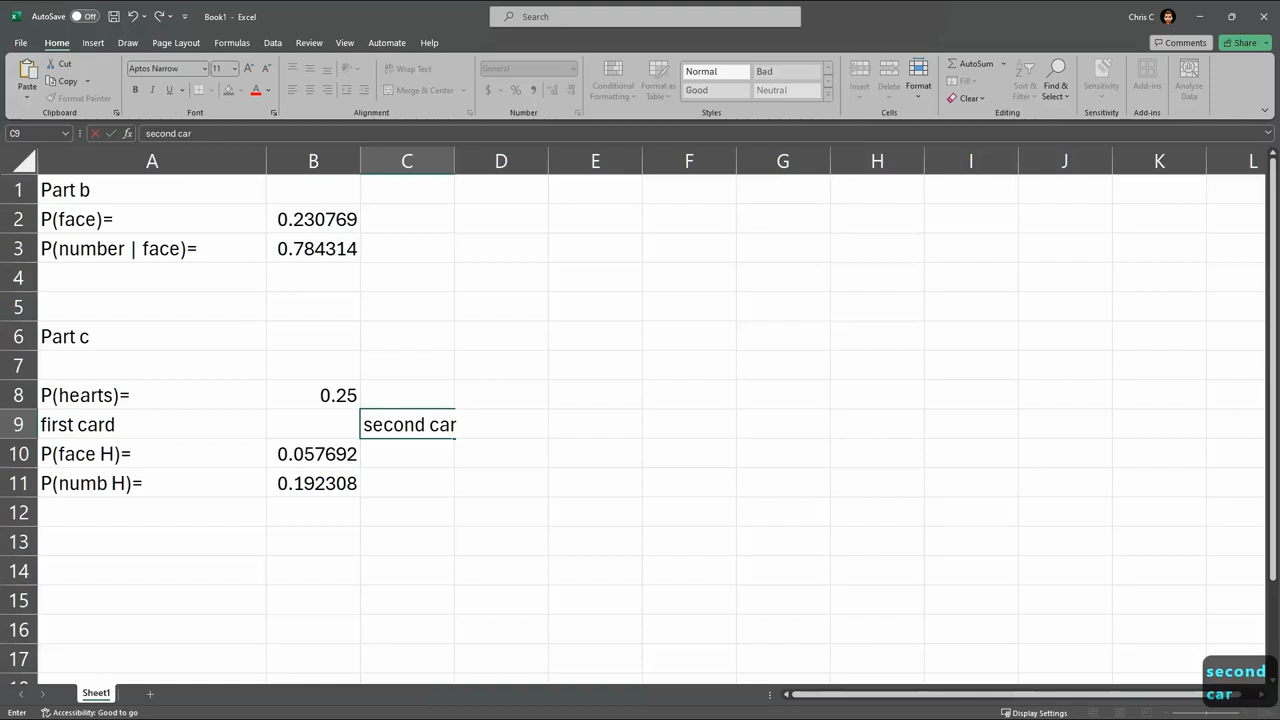 AutoSave Off Book1 - Excel Search Chris C
File Home Insert Draw Page Layout Formulas Data Review View Automate Help Comments Share
Paste Cut Copy Format Painter Clipboard
Aptos Narrow 11 A A B I U A Font
Wrap Text Merge & Center Alignment
General $ % 9 Number
Conditional Formatting Format as Table
Normal Bad Good Neutral Styles
Insert Delete Format Cells
AutoSum Fill Clear Sort & Filter Find & Select Editing
Sensitivity Sensitivity
Add-ins Add-ins
Analyze Data
C9 fx second car
A B C D E F G H I J K L
1 Part b
2 P(face)= 0.230769
3 P(number | face)= 0.784314
4
5
6 Part c
7
8 P(hearts)= 0.25
9 first card second car
10 P(face H)= 0.057692
11 P(numb H)= 0.192308
12
13
14
15
16
17
second
car
Sheet1
Enter Accessibility: Good to go Display Settings